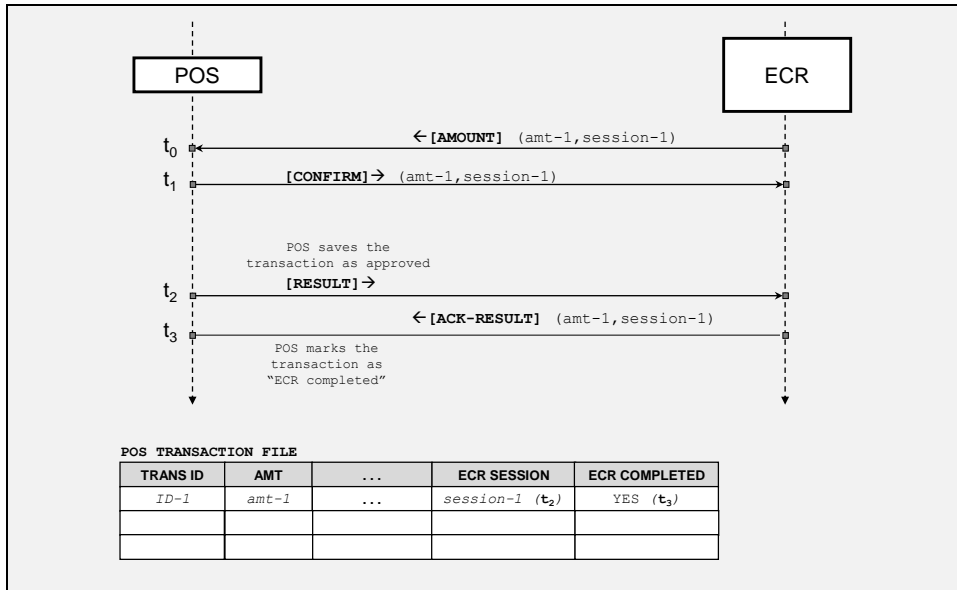 POS
ECR
t0
←[AMOUNT] (amt-1,session-1)
t1
[CONFIRM]→ (amt-1,session-1)
POS saves the
transaction as approved
[RESULT]→
t2
←[ACK-RESULT] (amt-1,session-1)
t3
POS marks the
transaction as
“ECR completed”
POS TRANSACTION FILE
TRANS ID AMT ... ECR SESSION ECR COMPLETED
ID-1 amt-1 ... session-1 (t2) YES (t3)